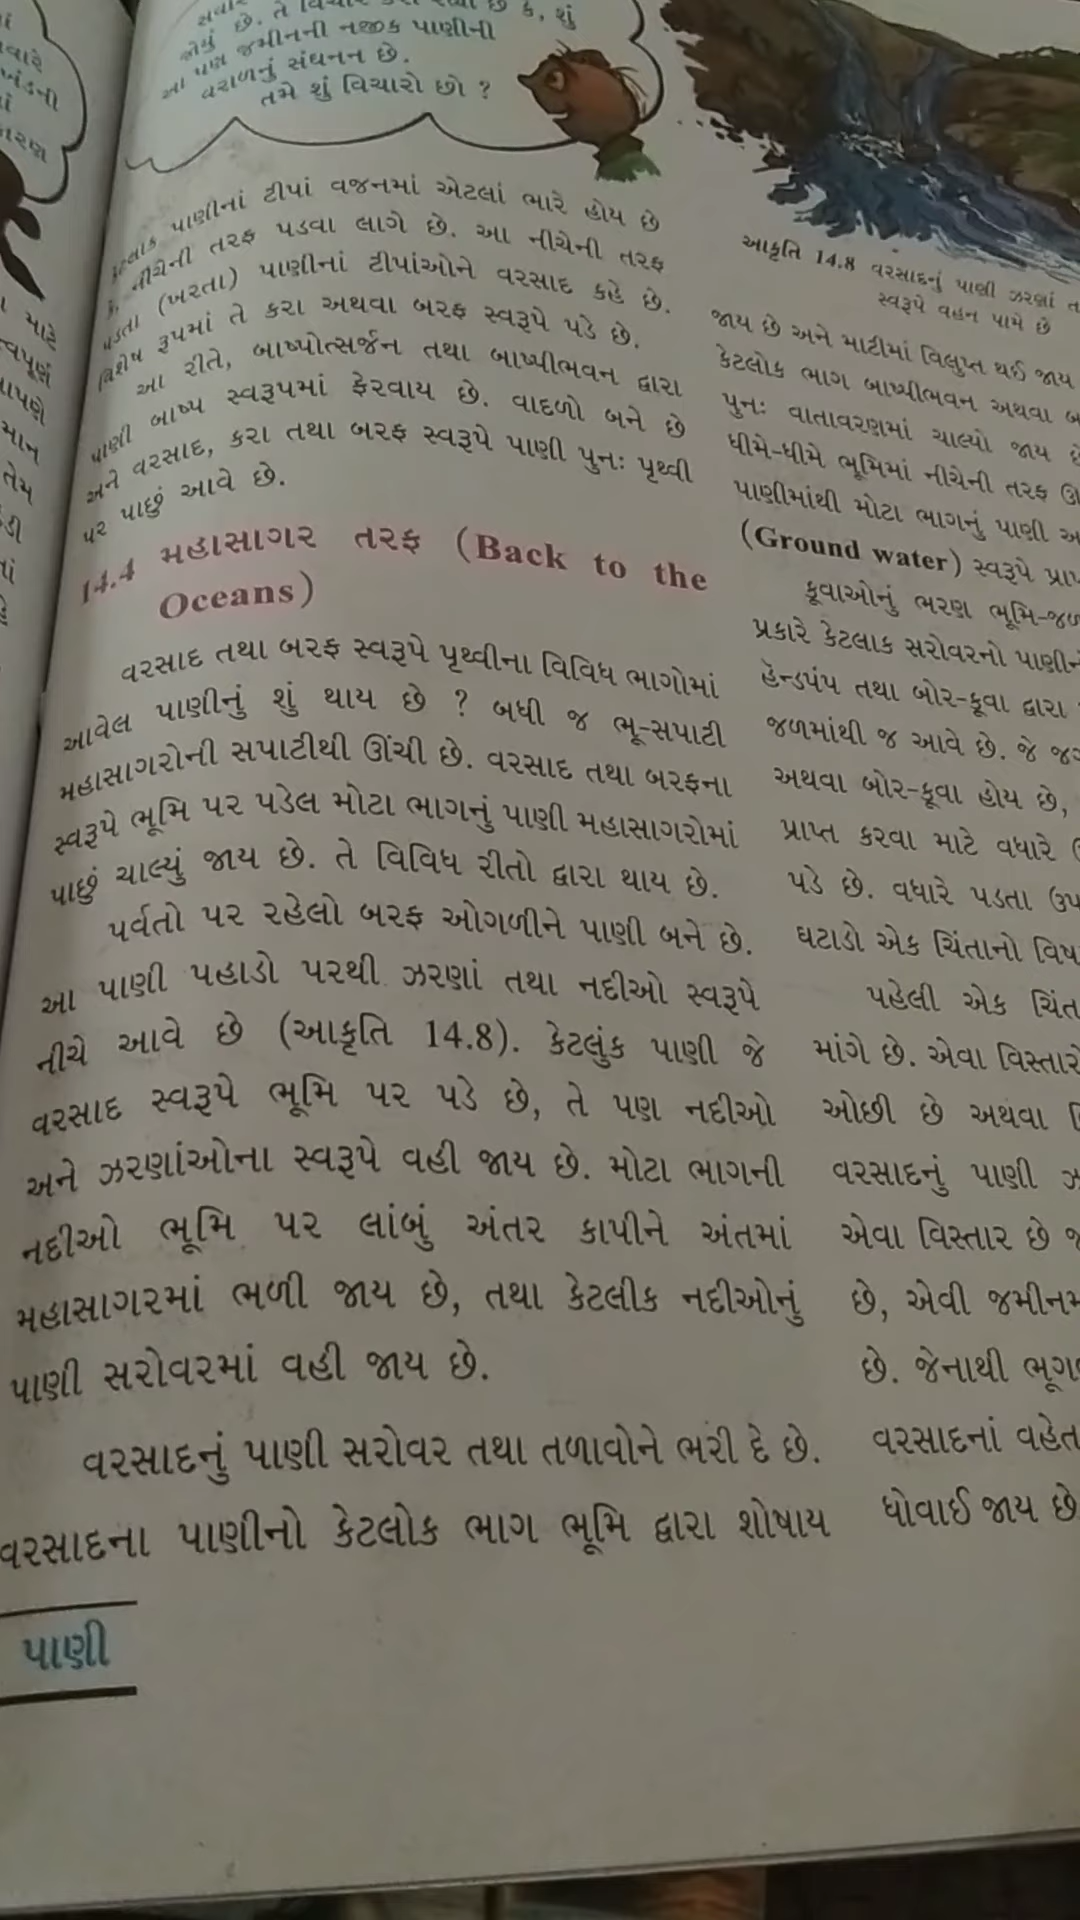 છે. તે
જોયું છે. તે વિચાર કે, શું
આ પણ જમીનની નજીક પાણીની
વરાળનું સંઘનન છે.
તમે શું વિચારો છો ?
પાણીનાં ટીપાં વજનમાં એટલાં ભારે હોય છે
કે, નીચેની તરફ પડવા લાગે છે. આ નીચેની તરફ
પડતા (ખરતા) પાણીનાં ટીપાંઓને વરસાદ કહે છે.
વિશેષ રૂપમાં તે કરા અથવા બરફ સ્વરૂપે પડે છે.
આ રીતે, બાષ્પોત્સર્જન તથા બાષ્પીભવન દ્વારા
પાણી બાષ્પ સ્વરૂપમાં ફેરવાય છે. વાદળો બને છે
અને વરસાદ, કરા તથા બરફ સ્વરૂપે પાણી પુનઃ પૃથ્વી
પર પાછું આવે છે.
14.4 મહાસાગર તરફ (Back to the
Oceans)
વરસાદ તથા બરફ સ્વરૂપે પૃથ્વીના વિવિધ ભાગોમાં
આવેલ પાણીનું શું થાય છે ? બધી જ ભૂ-સપાટી
મહાસાગરોની સપાટીથી ઊંચી છે. વરસાદ તથા બરફના
સ્વરૂપે ભૂમિ પર પડેલ મોટા ભાગનું પાણી મહાસાગરોમાં
પાછું ચાલ્યું જાય છે. તે વિવિધ રીતો દ્વારા થાય છે.
પર્વતો પર રહેલો બરફ ઓગળીને પાણી બને છે.
આ પાણી પહાડો પરથી ઝરણાં તથા નદીઓ સ્વરૂપે
નીચે આવે છે (આકૃતિ 14.8). કેટલુંક પાણી જે
વરસાદ સ્વરૂપે ભૂમિ પર પડે છે, તે પણ નદીઓ
અને ઝરણાંઓના સ્વરૂપે વહી જાય છે. મોટા ભાગની
નદીઓ ભૂમિ પર લાંબું અંતર કાપીને અંતમાં
મહાસાગરમાં ભળી જાય છે, તથા કેટલીક નદીઓનું
પાણી સરોવરમાં વહી જાય છે.
વરસાદનું પાણી સરોવર તથા તળાવોને ભરી દે છે.
વરસાદના પાણીનો કેટલોક ભાગ ભૂમિ દ્વારા શોષાય
પાણી
આકૃતિ 14.8 વરસાદનું પાણી ઝરણાં
સ્વરૂપે વહન પામે છે
જાય છે અને માટીમાં વિલુપ્ત થઈ જાય
કેટલોક ભાગ બાષ્પીભવન અથવા
પુનઃ વાતાવરણમાં ચાલ્યો જાય
ધીમે-ધીમે ભૂમિમાં નીચેની તરફ
પાણીમાંથી મોટા ભાગનું પાણી
(Ground water) સ્વરૂપે
કૂવાઓનું ભરણ ભૂમિ-જળ
પ્રકારે કેટલાક સરોવરનો
હૅન્ડપંપ તથા બોર-કૂવા દ્વારા
જળમાંથી જ આવે છે. જે
અથવા બોર-કૂવા હોય છે,
પ્રાપ્ત કરવા માટે વધારે
પડે છે. વધારે પડતા
ઘટાડો એક ચિંતાનો
પહેલી એક
માંગે છે. એવા
ઓછી છે અથવા
વરસાદનું પાણી
એવા વિસ્તાર છે
છે, એવી
છે. જેનાથી
વરસાદનાં
ધોવાઈ જાય છે